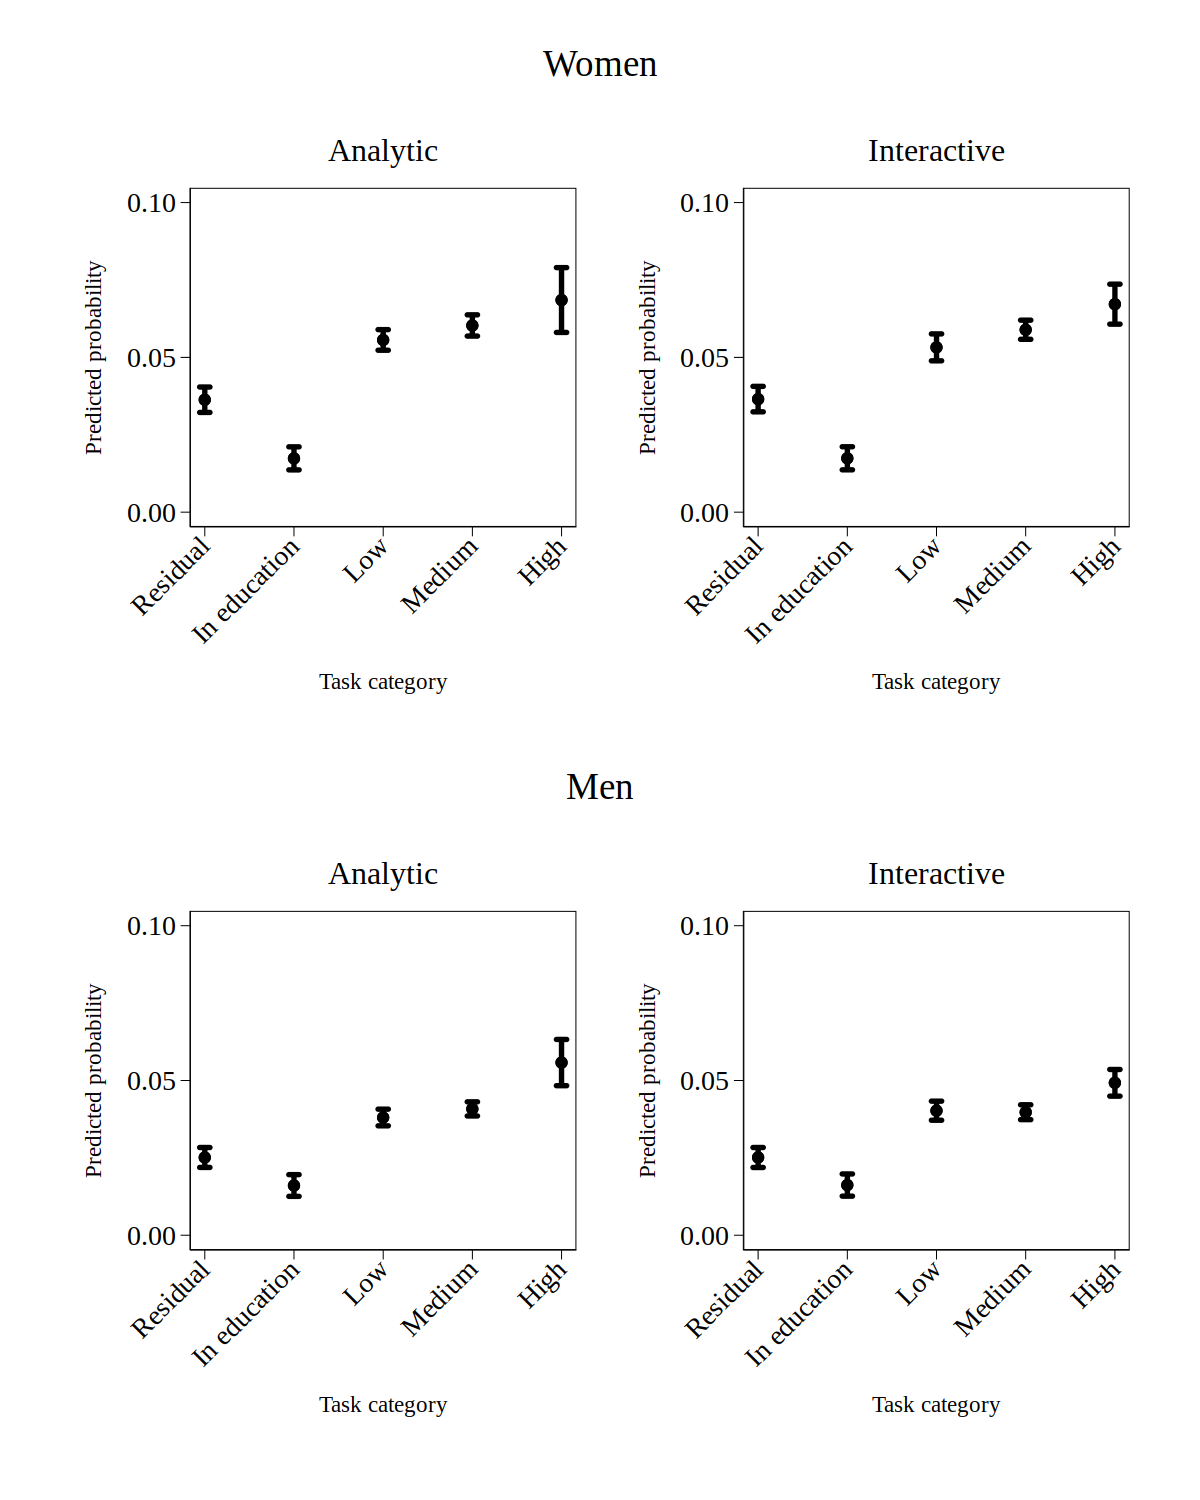 Women
Analytic
Interactive
0.10
0.05
0.00
Predicted probability
Residual
In education
Low
Medium
High
Task category
0.10
0.05
0.00
Predicted probability
Residual
In education
Low
Medium
High
Task category
Men
Analytic
Interactive
0.10
0.05
0.00
Predicted probability
Residual
In education
Low
Medium
High
Task category
0.10
0.05
0.00
Predicted probability
Residual
In education
Low
Medium
High
Task category